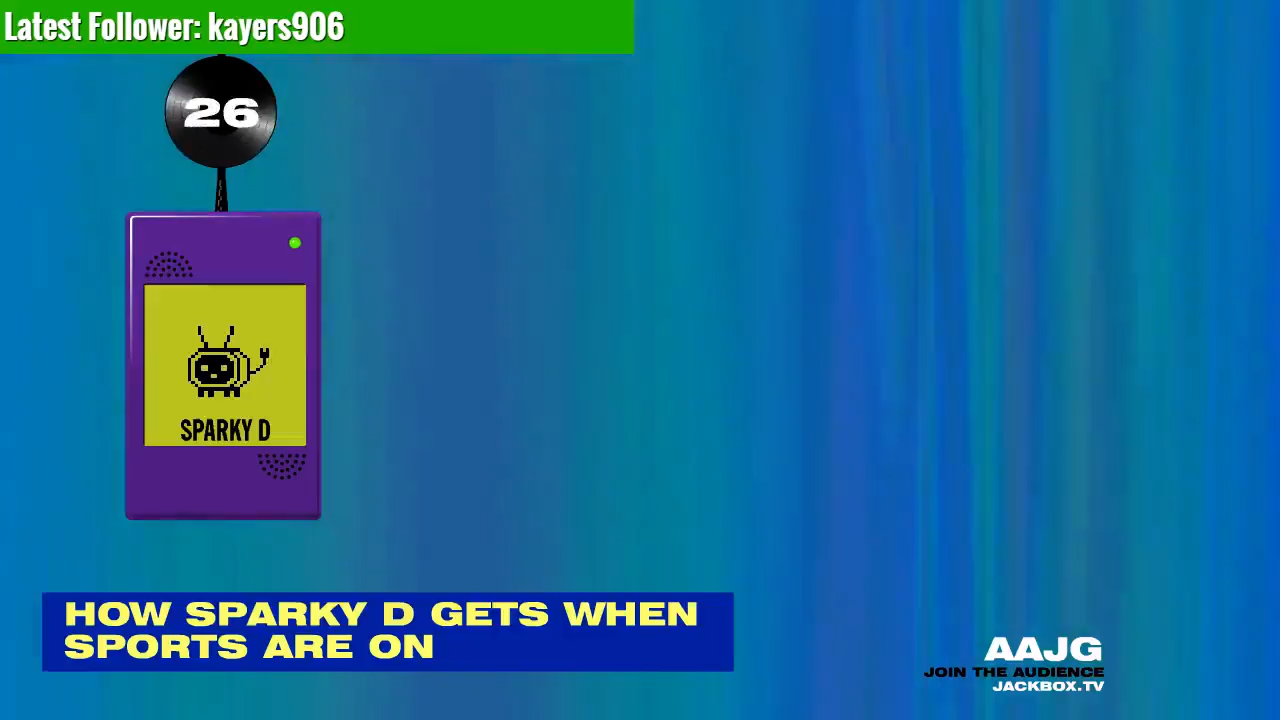 Latest Follower: kayers906
26
SPARKY D
HOW SPARKY D GETS WHEN
SPORTS ARE ON
AAJG
JOIN THE AUDIENCE
JACKBOX.TV